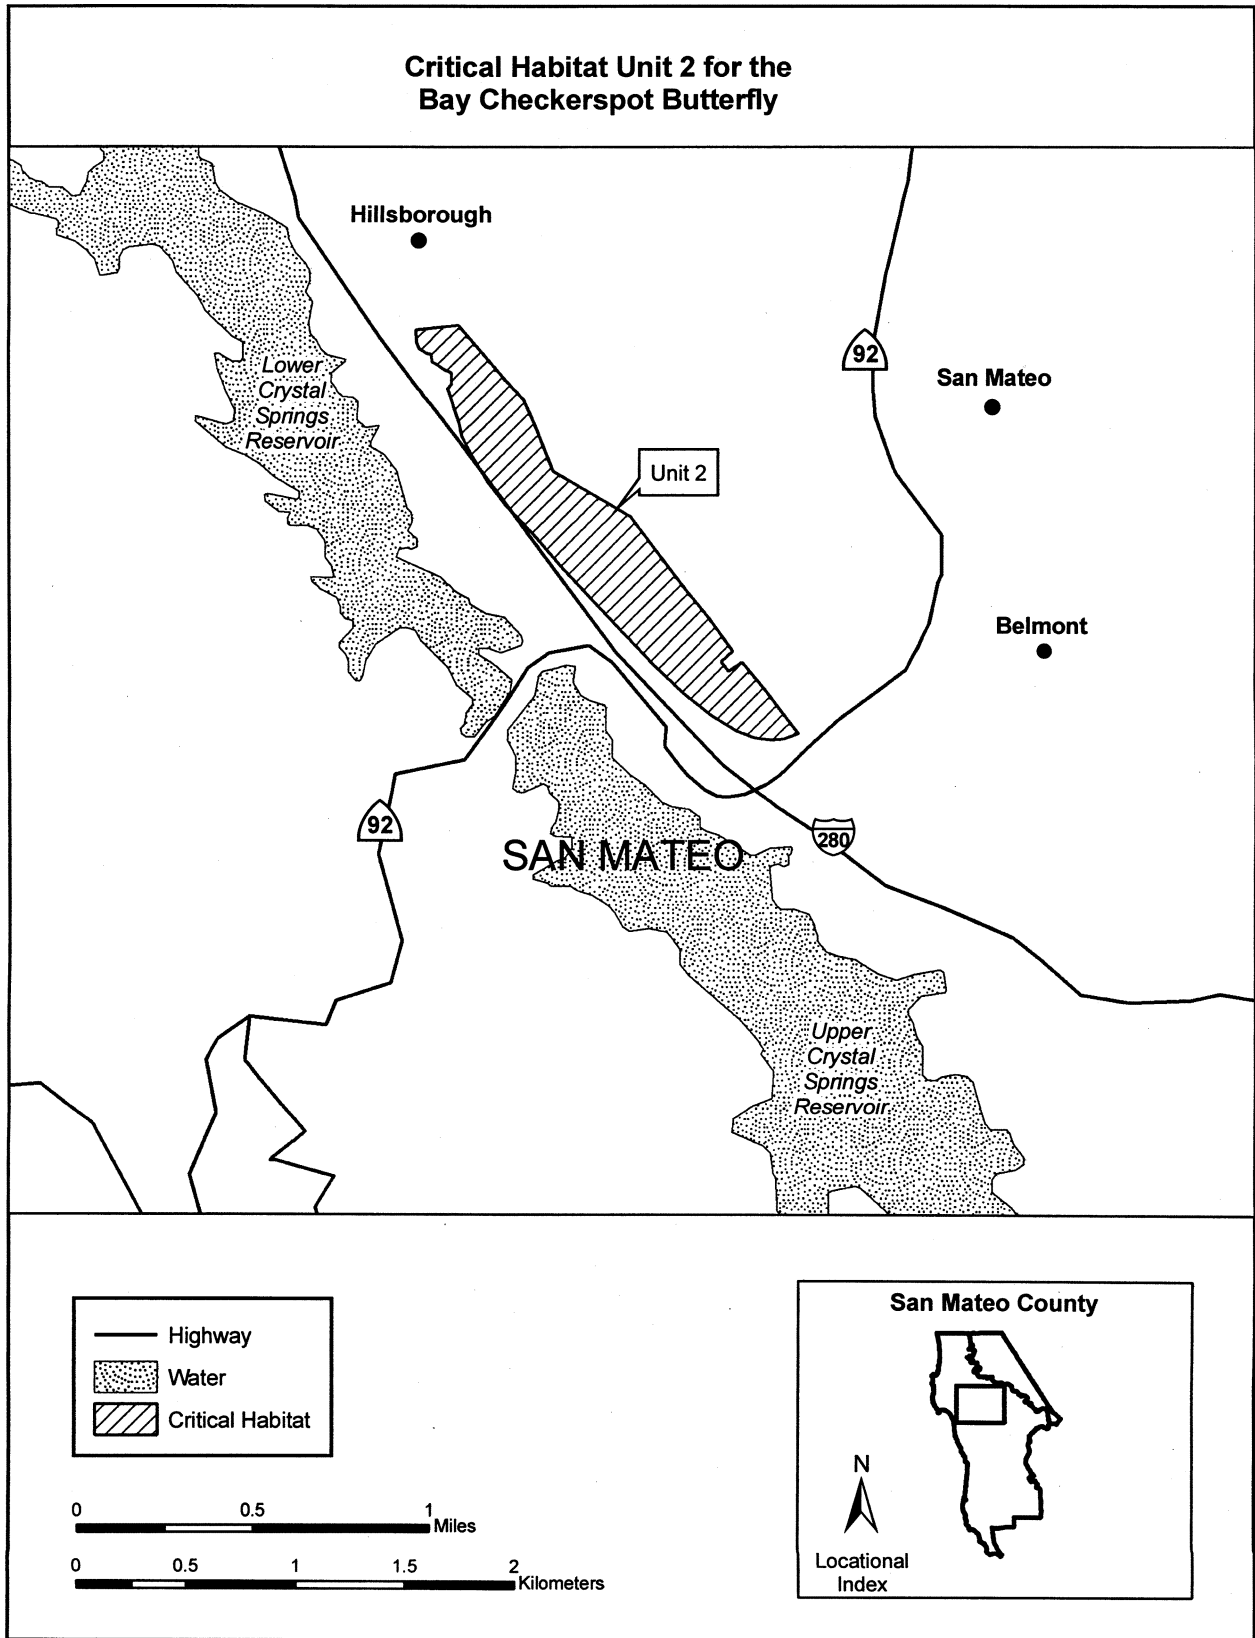 Critical Habitat Unit 2 for the
Bay Checkerspot Butterfly
Hillsborough
92
San Mateo
Lower
Crystal
Springs
Reservoir
Unit 2
Belmont
92
280
SAN MATEO
Upper
Crystal
Springs
Reservoir
Highway
Water
Critical Habitat
0 0.5 1
Miles
0 0.5 1 1.5 2
Kilometers
San Mateo County
N
Locational
Index